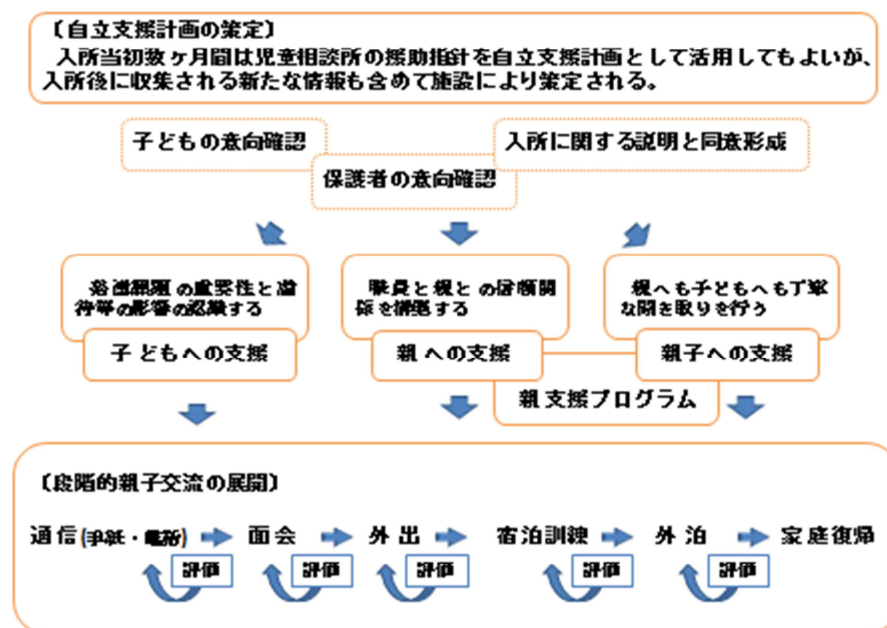 〔自立支援計画の策定〕
入所当初数ヶ月間は児童相談所の援助指針を自立支援計画として活用してもよいが、
入所後に収集される新たな情報も含めて施設により策定される。
子どもの意向確認
入所に関する説明と同意形成
保護者の意向確認
の重要性と
待等の影響の認識する
職員と親との信頼関
係を構築する
親へも子どもへも丁寧
な聞き取りを行う
子どもへの支援
親への支援
親子への支援
親支援プログラム
〔段階的親子交流の展開〕
通信(手紙・電話) 面会 外出 宿泊訓練 外泊 家庭復帰
評価 評価 評価 評価 評価